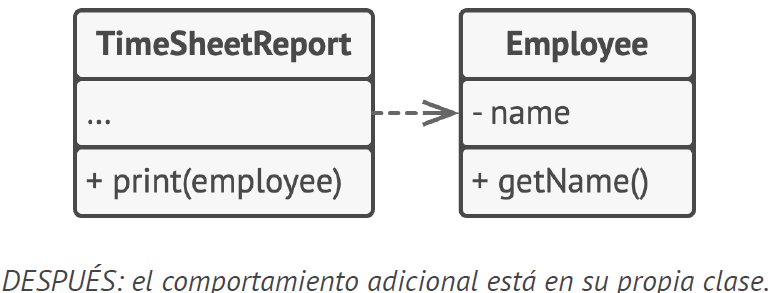 TimeSheetReport
...
+ print(employee)
Employee
- name
+ getName()
DESPUÉS: el comportamiento adicional está en su propia clase.